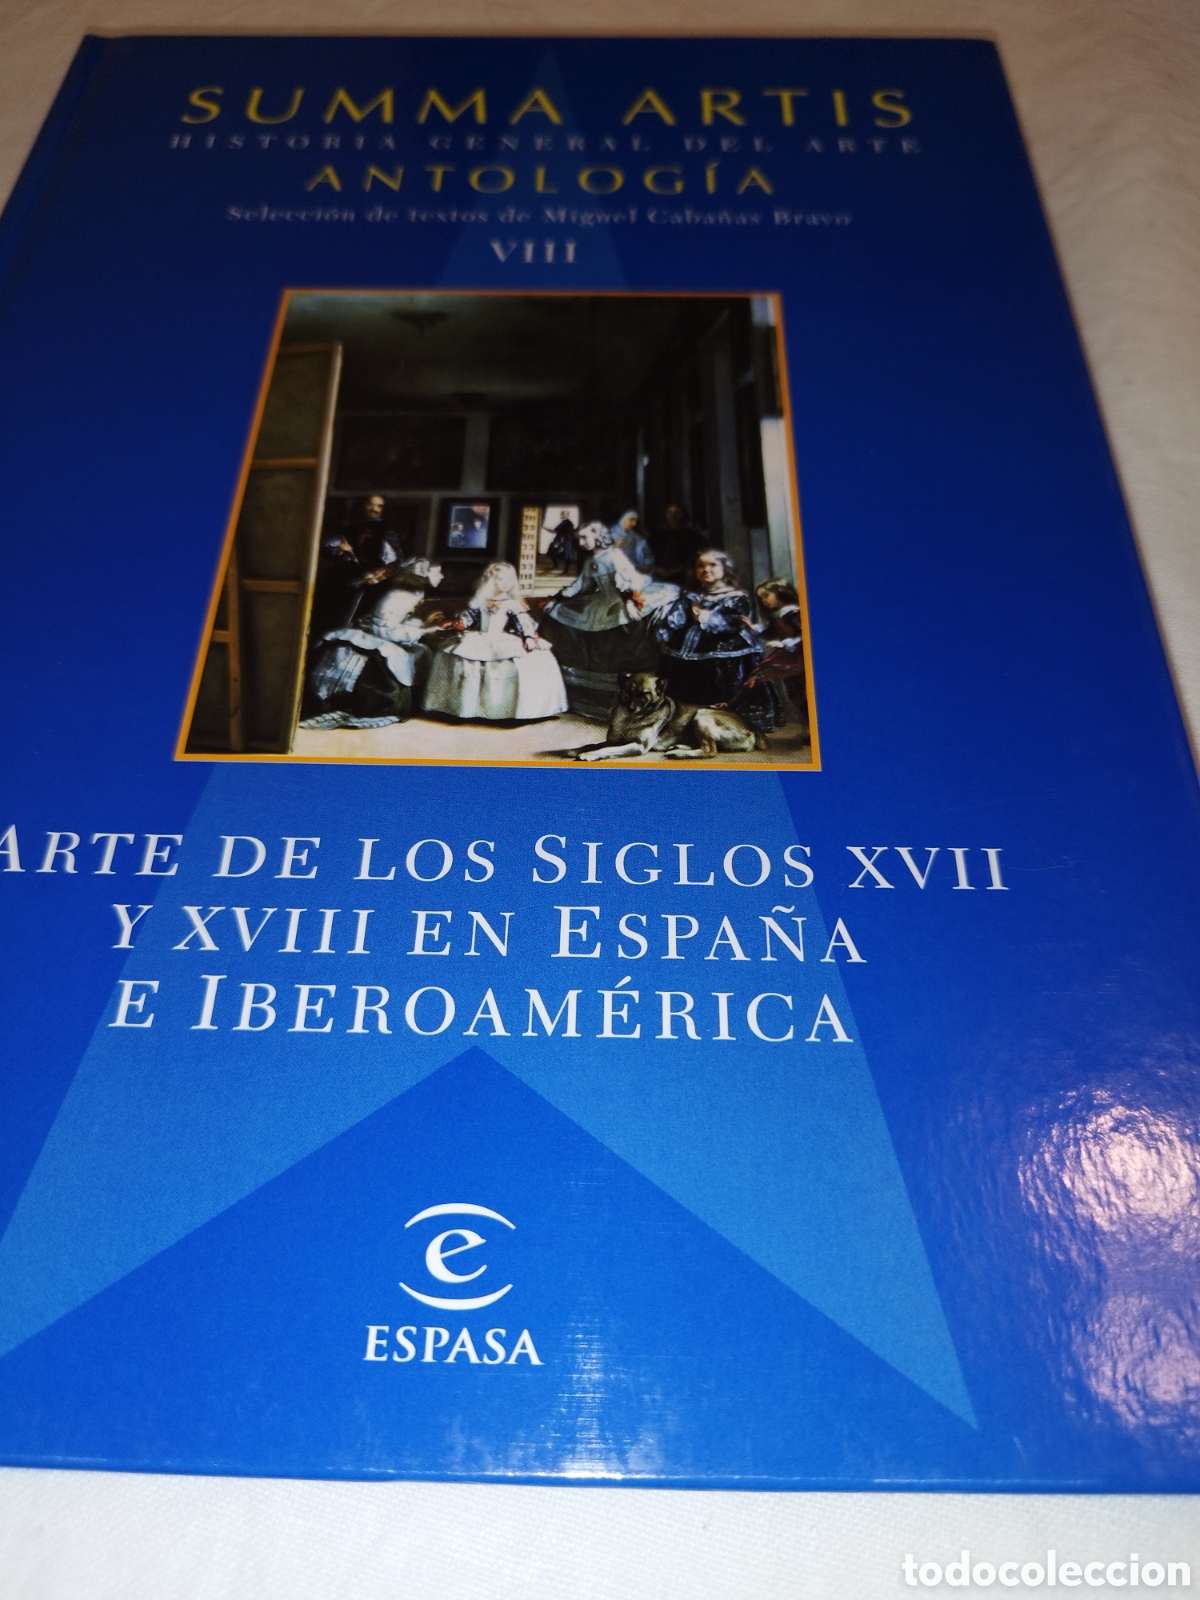 SUMMA ARTIS
HISTORIA GENERAL DEL ARTE
ANTOLOGÍA
Selección de textos de Miguel Cabañas Bravo
VIII
ARTE DE LOS SIGLOS XVII
Y XVIII EN ESPAÑA
E IBEROAMÉRICA
e
ESPASA
todocoleccion